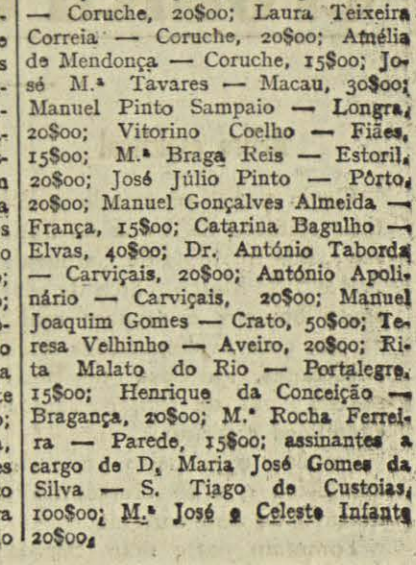 — Coruche, 20$00; Laura Teixeira
Correia — Coruche, 20$00; Amélia
de Mendonça — Coruche, 15$00; Jo-
sé M.ª Tavares — Macau, 30$00;
Manuel Pinto Sampaio — Longra,
20$00; Vitorino Coelho — Fiães,
15$00; M.ª Braga Reis — Estoril,
20$00; José Júlio Pinto — Pôrto,
20$00; Manuel Gonçalves Almeida —
França, 15$00; Catarina Bagulho —
Elvas, 40$00; Dr. António Taborda
— Carviçais, 20$00; António Apoli-
nário — Carviçais, 20$00; Manuel
Joaquim Gomes — Crato, 50$00; Te-
resa Velhinho — Aveiro, 20$00; Ri-
ta Malato do Rio — Portalegre,
15$00; Henrique da Conceição —
Bragança, 20$00; M.ª Rocha Ferrei-
ra — Parede, 15$00; assinantes a
cargo de D. Maria José Gomes da
Silva — S. Tiago de Custoias,
100$00; M.ª José e Celeste Infante
20$00.